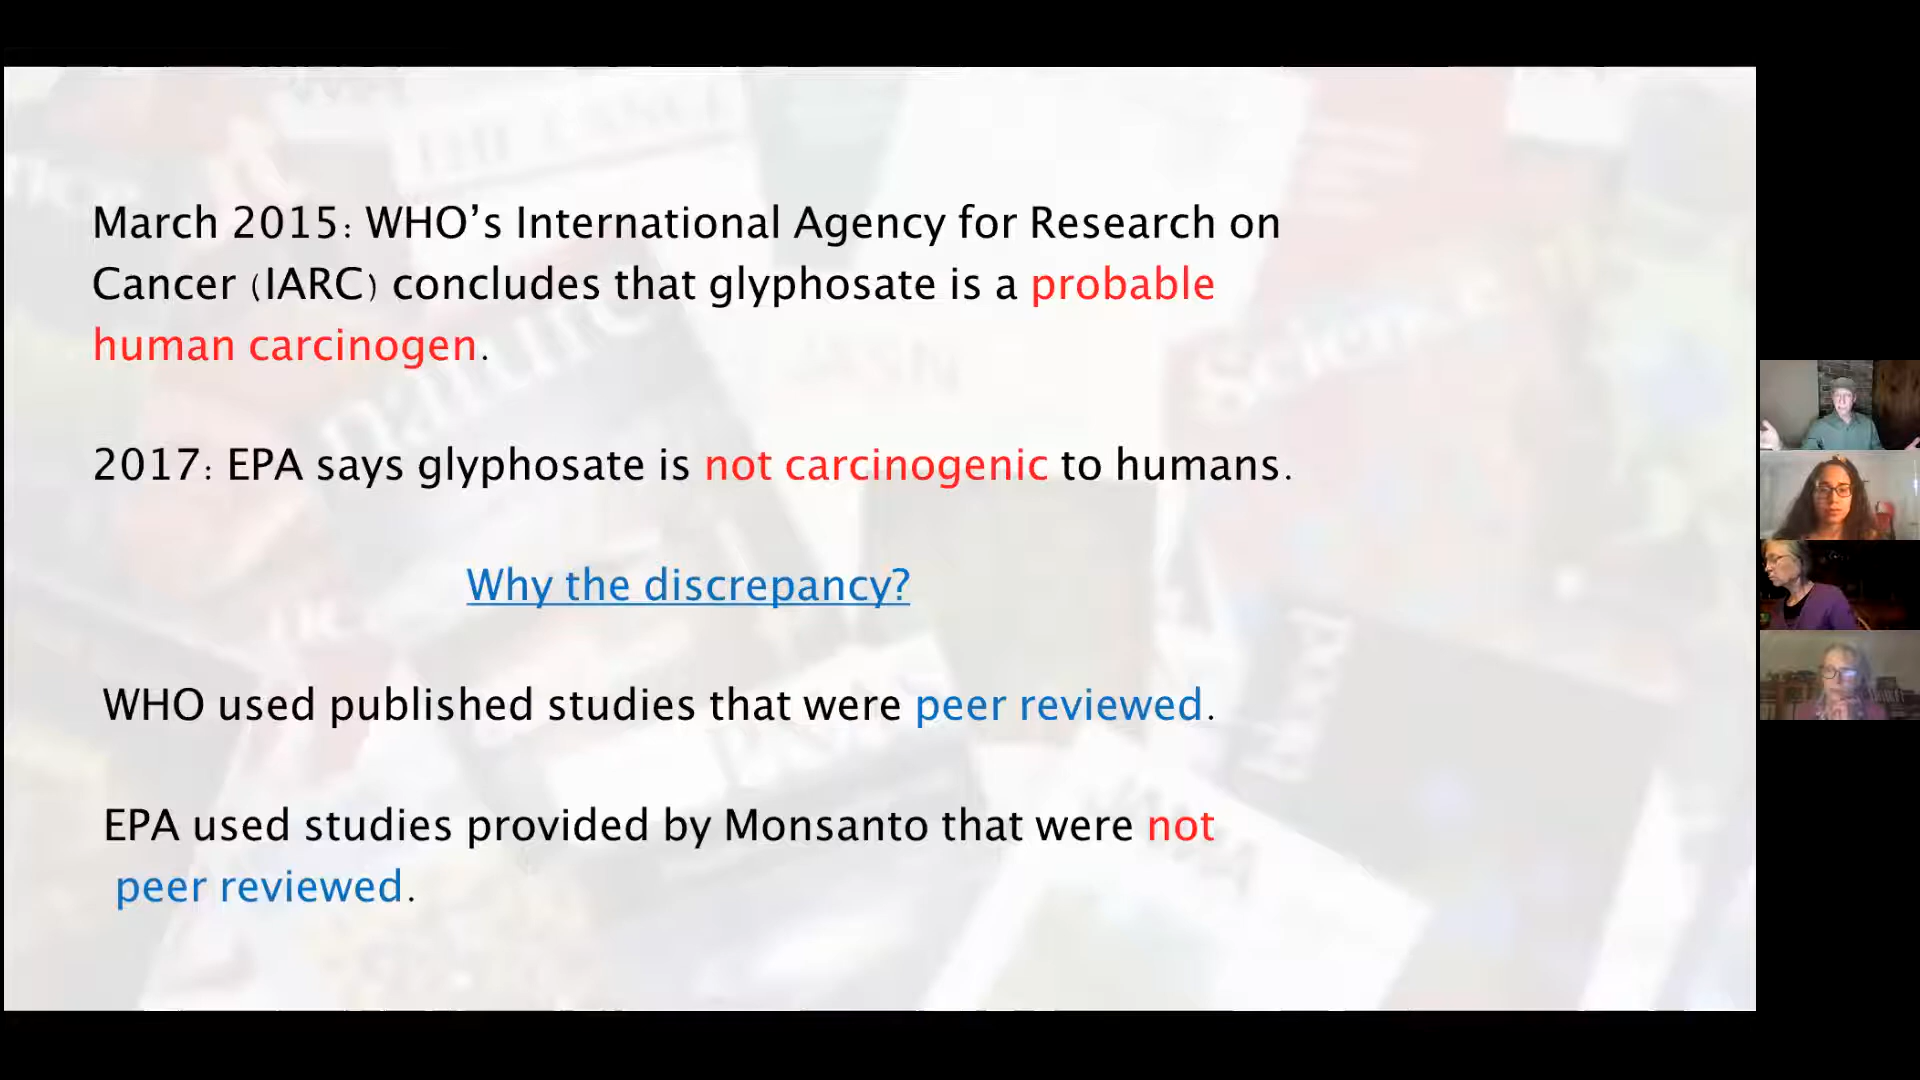 March 2015: WHO’s International Agency for Research on
Cancer (IARC) concludes that glyphosate is a probable
human carcinogen.
2017: EPA says glyphosate is not carcinogenic to humans.
Why the discrepancy?
WHO used published studies that were peer reviewed.
EPA used studies provided by Monsanto that were not
peer reviewed.
nature
Science